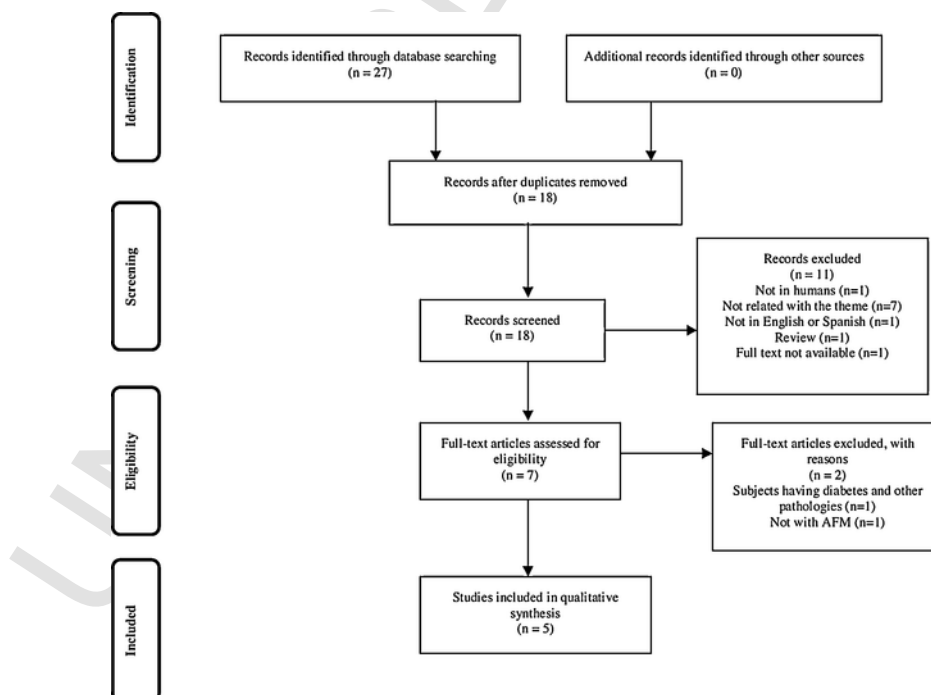 Identification
Records identified through database searching
(n = 27)
Additional records identified through other sources
(n = 0)
Records after duplicates removed
(n = 18)
Screening
Records screened
(n = 18)
Records excluded
(n = 11)
Not in humans (n=1)
Not related with the theme (n=7)
Not in English or Spanish (n=1)
Review (n=1)
Full text not available (n=1)
Eligibility
Full-text articles assessed for
eligibility
(n = 7)
Full-text articles excluded, with
reasons
(n = 2)
Subjects having diabetes and other
pathologies (n=1)
Not with AFM (n=1)
Included
Studies included in qualitative
synthesis
(n = 5)